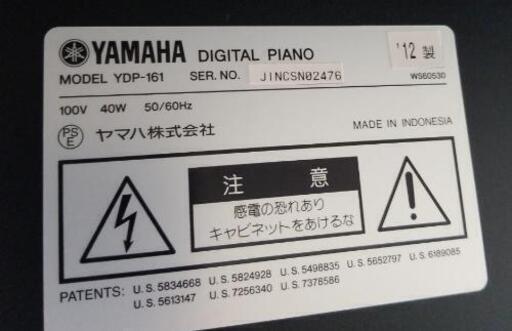 YAMAHA DIGITAL PIANO
'12 製
MODEL YDP-161 SER. NO. JINCSN02476
WS60530
100V 40W 50/60Hz
PS E ヤマハ株式会社
MADE IN INDONESIA
注 意
感電の恐れあり
キャビネットをあけるな
PATENTS: U.S. 5834668 U.S. 5824928 U.S. 5498835 U.S. 5652797 U.S. 6189085
U.S. 5613147 U.S. 7256340 U.S. 7378586